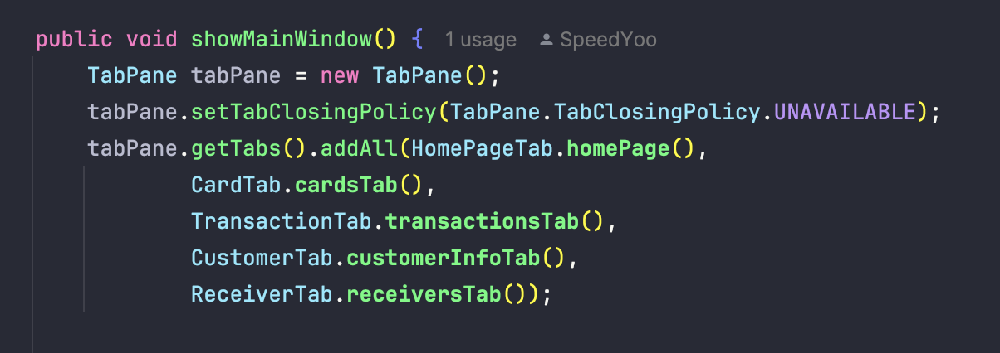 public void showMainWindow() { 1 usage SpeedYoo
TabPane tabPane = new TabPane();
tabPane.setTabClosingPolicy(TabPane.TabClosingPolicy.UNAVAILABLE);
tabPane.getTabs().addAll(HomePageTab.homePage(),
CardTab.cardsTab(),
TransactionTab.transactionsTab(),
CustomerTab.customerInfoTab(),
ReceiverTab.receiversTab());